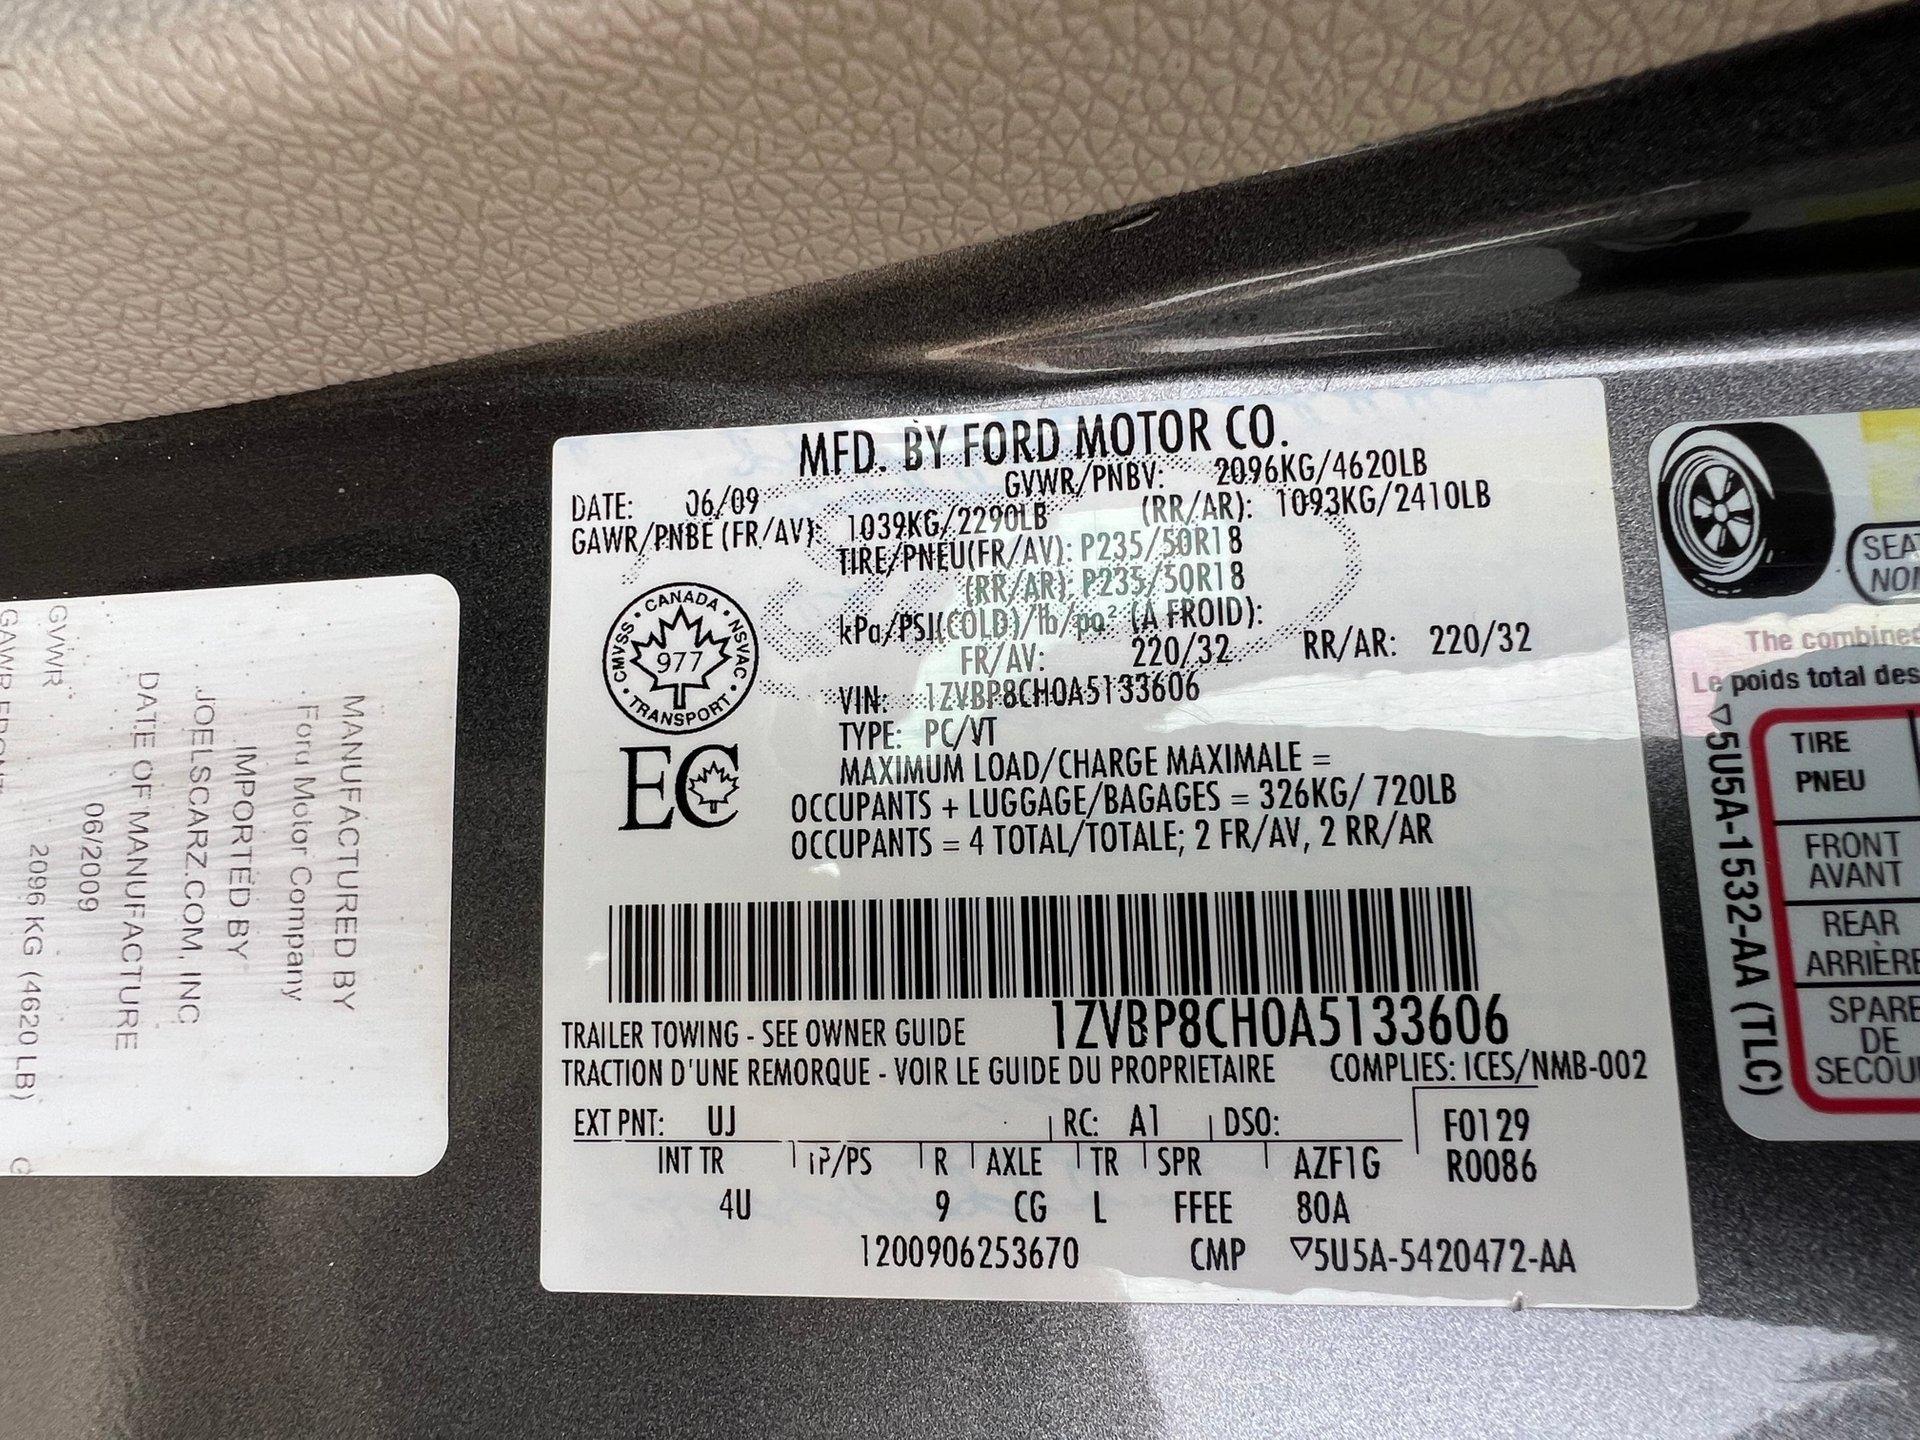 MFD. BY FORD MOTOR CO.
DATE: 06/09
GVWR/PNBV: 2096KG/4620LB
GAWR/PNBE (FR/AV): 1039KG/2290LB
(RR/AR): 1093KG/2410LB
TIRE/PNEU(FR/AV): P235/50R18
(RR/AR): P235/50R18
kPa/PSI(COLD)/lb/po² (A FROID):
FR/AV: 220/32 RR/AR: 220/32
VIN: 1ZVBP8CH0A5133606
TYPE: PC/VT
MAXIMUM LOAD/CHARGE MAXIMALE =
OCCUPANTS + LUGGAGE/BAGAGES = 326KG/ 720LB
OCCUPANTS = 4 TOTAL/TOTALE; 2 FR/AV, 2 RR/AR
CANADA • NSVAC • TRANSPORT • CMVSS •
977
EC
1ZVBP8CH0A5133606
TRAILER TOWING - SEE OWNER GUIDE
TRACTION D'UNE REMORQUE - VOIR LE GUIDE DU PROPRIETAIRE
COMPLIES: ICES/NMB-002
EXT PNT: UJ RC: A1 DSO:
F0129
INT TR TP/PS R AXLE TR SPR AZF1G
R0086
4U 9 CG L FFEE 80A
1200906253670 CMP ▽5U5A-5420472-AA
MANUFACTURED BY
Ford Motor Company
IMPORTED BY
JOELSCARZ.COM, INC
DATE OF MANUFACTURE
06/2009
GVWR 2096 KG (4620 LB)
GAWR FRONT
The combined
Le poids total des
▽5U5A-1532-AA (TLC)
TIRE
PNEU
FRONT
AVANT
REAR
ARRIÈRE
SPARE
DE